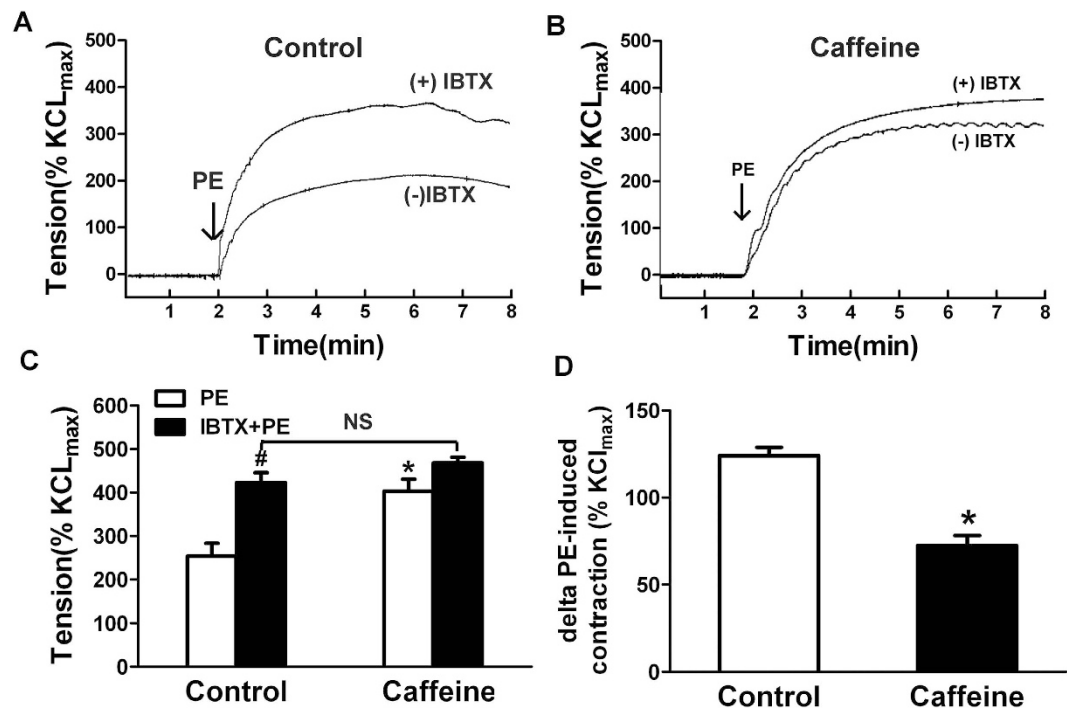 A
Control
Tension(% KCLmax)
500
400
300
200
100
0
(+) IBTX
PE
(-)IBTX
1 2 3 4 5 6 7 8
Time(min)
B
Caffeine
Tension(% KCLmax)
500
400
300
200
100
0
(+) IBTX
(-) IBTX
PE
1 2 3 4 5 6 7 8
Time(min)
C
PE
IBTX+PE
Tension(% KCLmax)
600
500
400
300
200
100
0
NS
#
*
Control Caffeine
D
delta PE-induced
contraction (% KClmax)
150
100
50
0
*
Control Caffeine